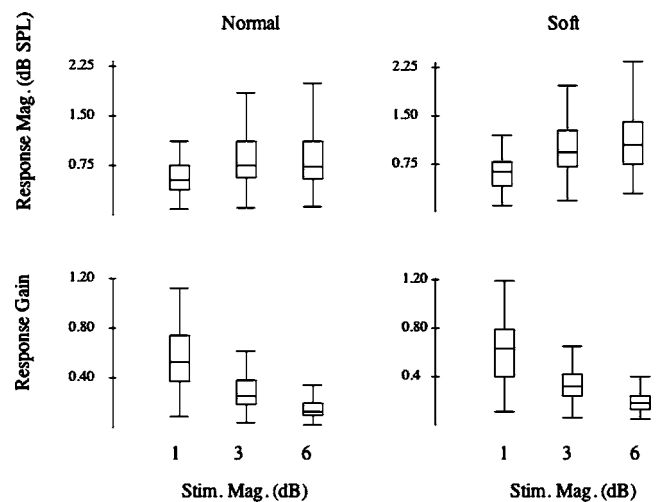 Normal
Soft
Response Mag. (dB SPL)
2.25
1.50
0.75
2.25
1.50
0.75
Response Gain
1.20
0.80
0.40
1.20
0.80
0.4
1 3 6
1 3 6
Stim. Mag. (dB)
Stim. Mag. (dB)